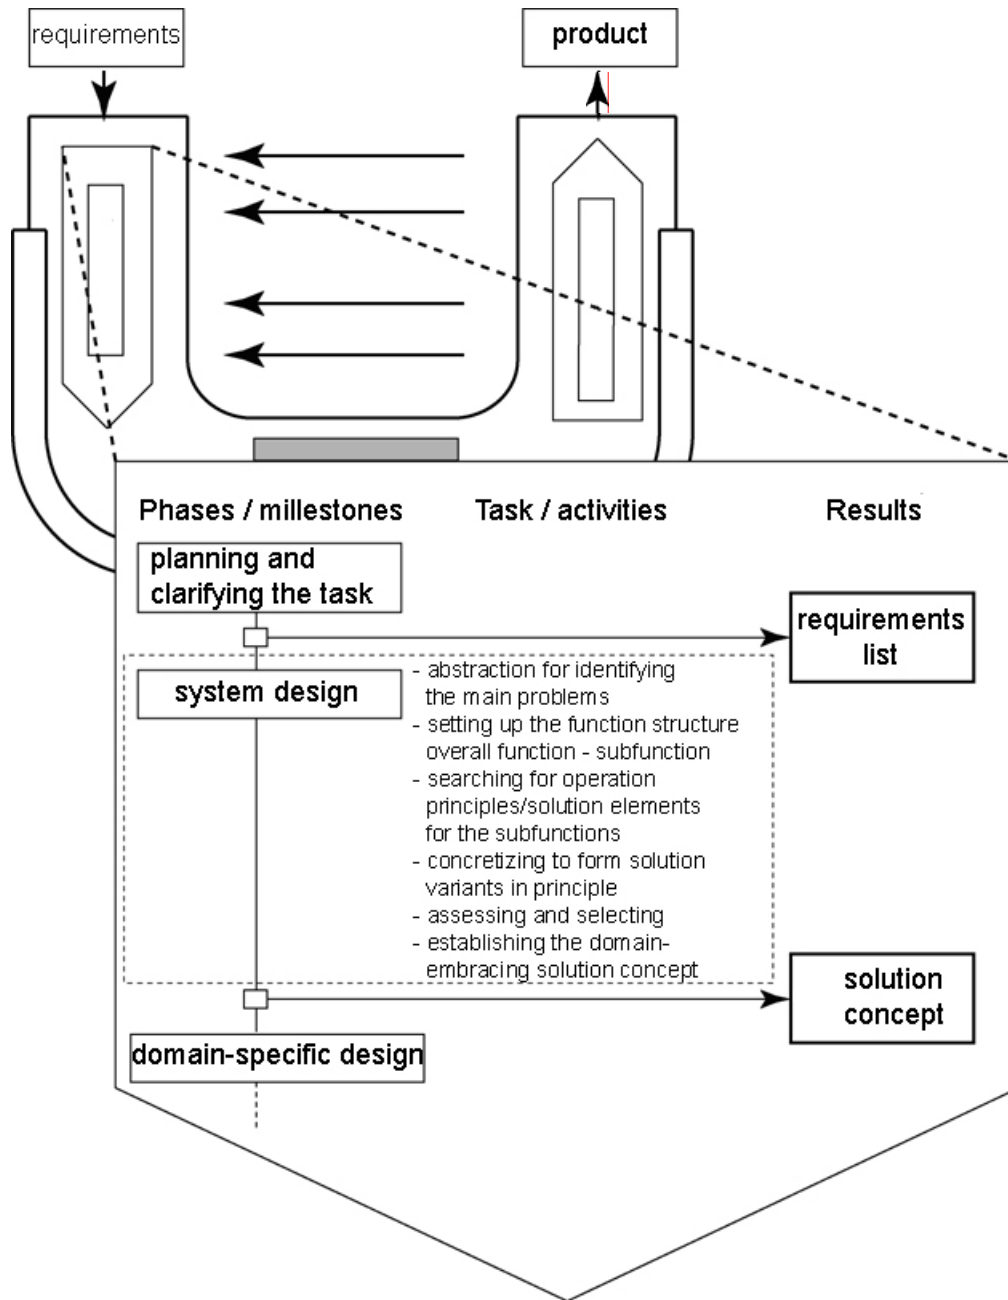 requirements
product
Phases / millestones
Task / activities
Results
planning and
clarifying the task
requirements
list
system design
- abstraction for identifying
the main problems
- setting up the function structure
overall function - subfunction
- searching for operation
principles/solution elements
for the subfunctions
- concretizing to form solution
variants in principle
- assessing and selecting
- establishing the domain-
embracing solution concept
solution
concept
domain-specific design